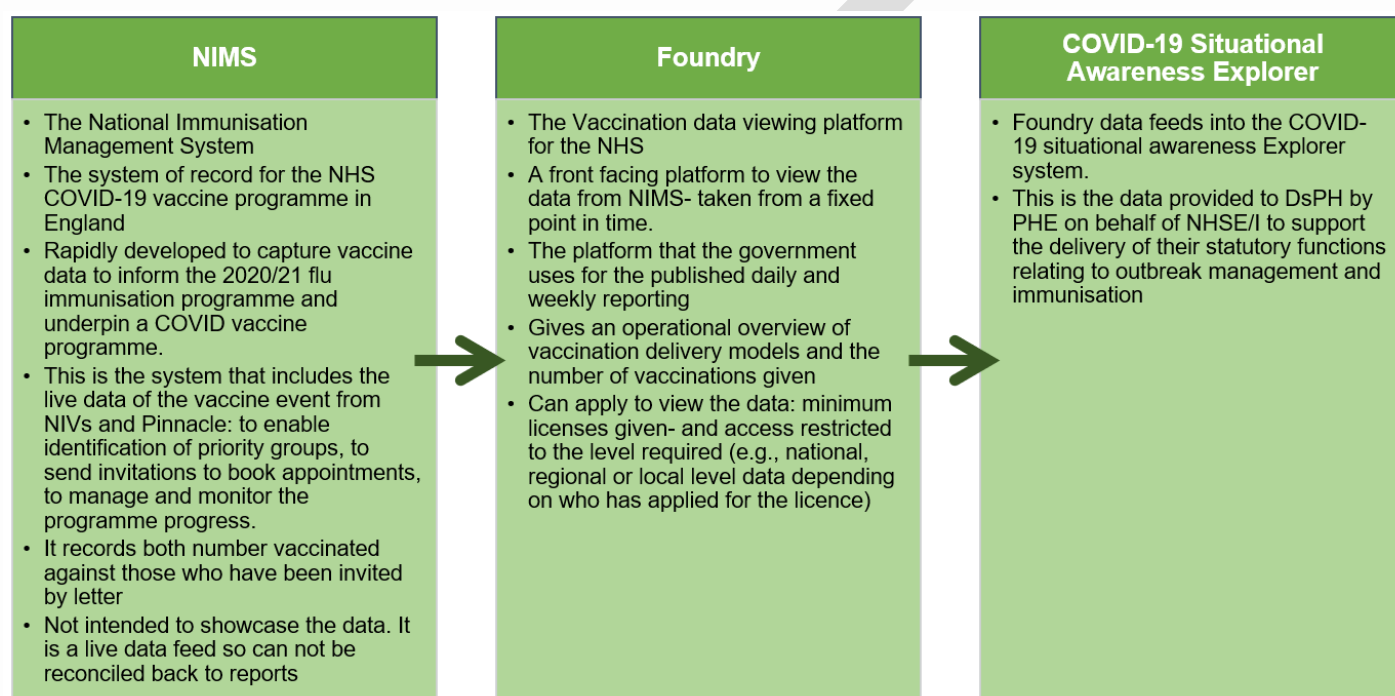 NIMS
• The National Immunisation
Management System
• The system of record for the NHS
COVID-19 vaccine programme in
England
• Rapidly developed to capture vaccine
data to inform the 2020/21 flu
immunisation programme and
underpin a COVID vaccine
programme.
• This is the system that includes the
live data of the vaccine event from
NIVs and Pinnacle: to enable
identification of priority groups, to
send invitations to book appointments,
to manage and monitor the
programme progress.
• It records both number vaccinated
against those who have been invited
by letter
• Not intended to showcase the data. It
is a live data feed so can not be
reconciled back to reports
Foundry
• The Vaccination data viewing platform
for the NHS
• A front facing platform to view the
data from NIMS- taken from a fixed
point in time.
• The platform that the government
uses for the published daily and
weekly reporting
• Gives an operational overview of
vaccination delivery models and the
number of vaccinations given
• Can apply to view the data: minimum
licenses given- and access restricted
to the level required (e.g., national,
regional or local level data depending
on who has applied for the licence)
COVID-19 Situational
Awareness Explorer
• Foundry data feeds into the COVID-
19 situational awareness Explorer
system.
• This is the data provided to DsPH by
PHE on behalf of NHSE/I to support
the delivery of their statutory functions
relating to outbreak management and
immunisation